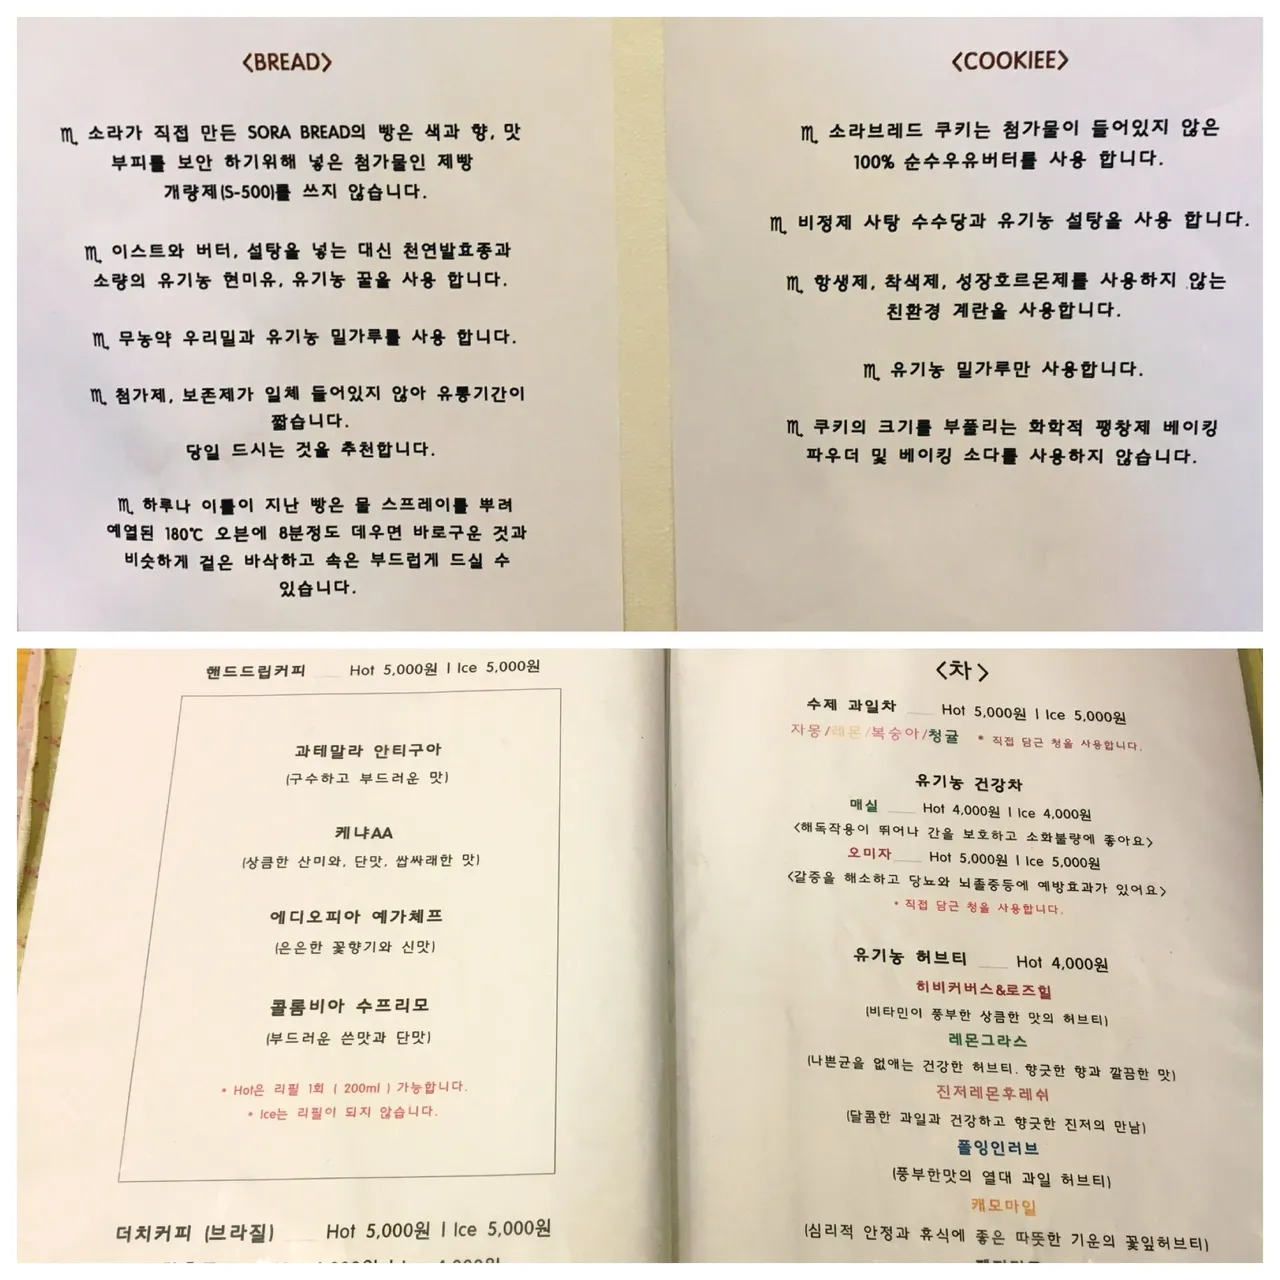 <BREAD>
♏ 소라가 직접 만든 SORA BREAD의 빵은 색과 향, 맛
부피를 보안 하기위해 넣은 첨가물인 제빵
개량제(S-500)를 쓰지 않습니다.
♏ 이스트와 버터, 설탕을 넣는 대신 천연발효종과
소량의 유기농 현미유, 유기농 꿀을 사용 합니다.
♏ 무농약 우리밀과 유기농 밀가루를 사용 합니다.
♏ 첨가제, 보존제가 일체 들어있지 않아 유통기간이
짧습니다.
당일 드시는 것을 추천합니다.
♏ 하루나 이틀이 지난 빵은 물 스프레이를 뿌려
예열된 180℃ 오븐에 8분정도 데우면 바로구운 것과
비슷하게 겉은 바삭하고 속은 부드럽게 드실 수
있습니다.
<COOKIEE>
♏ 소라브레드 쿠키는 첨가물이 들어있지 않은
100% 순수우유버터를 사용 합니다.
♏ 비정제 사탕 수수당과 유기농 설탕을 사용 합니다.
♏ 항생제, 착색제, 성장호르몬제를 사용하지 않는
친환경 계란을 사용합니다.
♏ 유기농 밀가루만 사용합니다.
♏ 쿠키의 크기를 부풀리는 화학적 팽창제 베이킹
파우더 및 베이킹 소다를 사용하지 않습니다.
핸드드립커피 ___ Hot 5,000원 | Ice 5,000원
과테말라 안티구아
(구수하고 부드러운 맛)
케냐AA
(상큼한 산미와, 단맛, 쌉싸래한 맛)
에디오피아 예가체프
(은은한 꽃향기와 신맛)
콜롬비아 수프리모
(부드러운 쓴맛과 단맛)
* Hot은 리필 1회 ( 200ml ) 가능합니다.
* Ice는 리필이 되지 않습니다.
더치커피 (브라질) ___ Hot 5,000원 | Ice 5,000원
<차>
수제 과일차 ___ Hot 5,000원 | Ice 5,000원
자몽/레몬/복숭아/청귤 * 직접 담근 청을 사용합니다.
유기농 건강차
매실 ___ Hot 4,000원 | Ice 4,000원
<해독작용이 뛰어나 간을 보호하고 소화불량에 좋아요>
오미자 ___ Hot 5,000원 | Ice 5,000원
<갈증을 해소하고 당뇨와 뇌졸중등에 예방효과가 있어요>
* 직접 담근 청을 사용합니다.
유기농 허브티 ___ Hot 4,000원
히비커버스&로즈힐
(비타민이 풍부한 상큼한 맛의 허브티)
레몬그라스
(나쁜균을 없애는 건강한 허브티. 향긋한 향과 깔끔한 맛)
진저레몬후레쉬
(달콤한 과일과 건강하고 향긋한 진저의 만남)
폴잉인러브
(풍부한맛의 열대 과일 허브티)
캐모마일
(심리적 안정과 휴식에 좋은 따뜻한 기운의 꽃잎허브티)